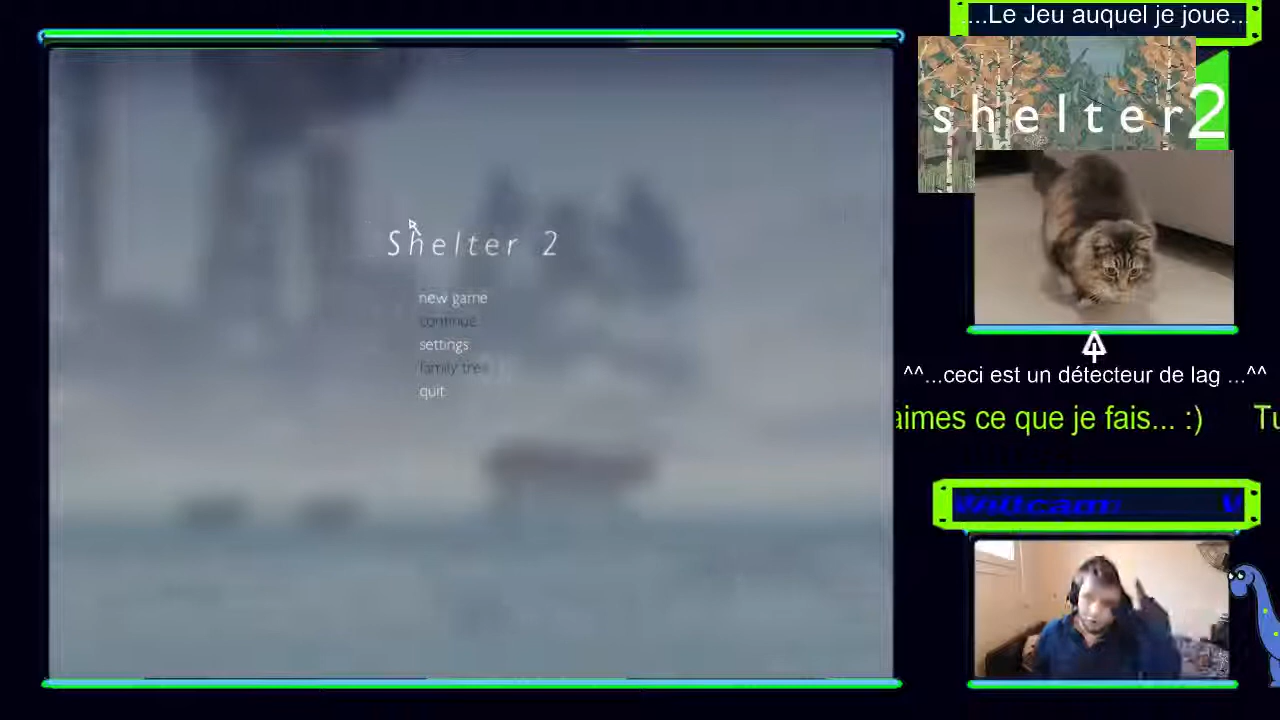 ....Le Jeu auquel je joue...
shelter2
Shelter 2
new game
continue
settings
family tree
quit
^^...ceci est un détecteur de lag ...^^
aimes ce que je fais... :) Tu